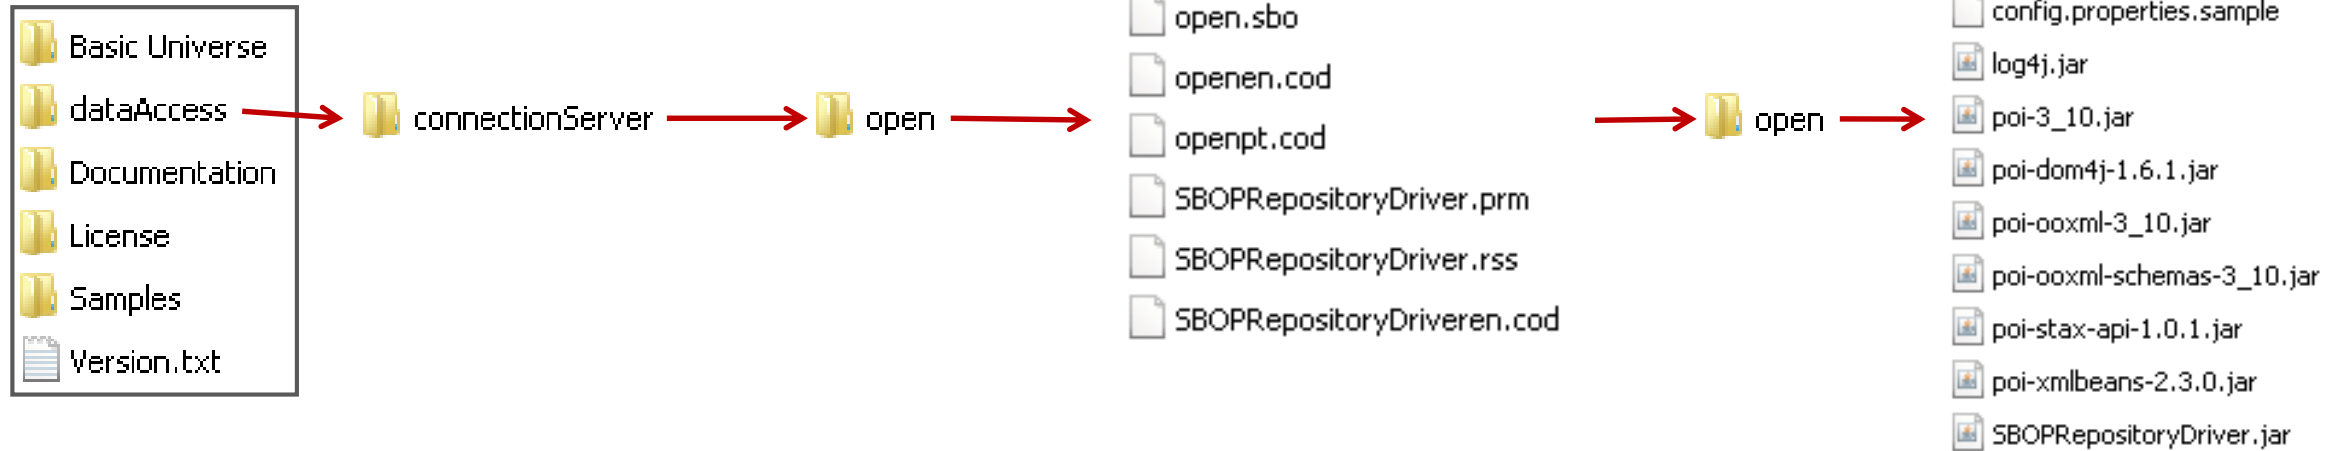 Basic Universe
dataAccess
Documentation
License
Samples
Version.txt
connectionServer
open
open.sbo
openen.cod
openpt.cod
SBOPRepositoryDriver.prm
SBOPRepositoryDriver.rss
SBOPRepositoryDriveren.cod
open
config.properties.sample
log4j.jar
poi-3_10.jar
poi-dom4j-1.6.1.jar
poi-ooxml-3_10.jar
poi-ooxml-schemas-3_10.jar
poi-stax-api-1.0.1.jar
poi-xmlbeans-2.3.0.jar
SBOPRepositoryDriver.jar